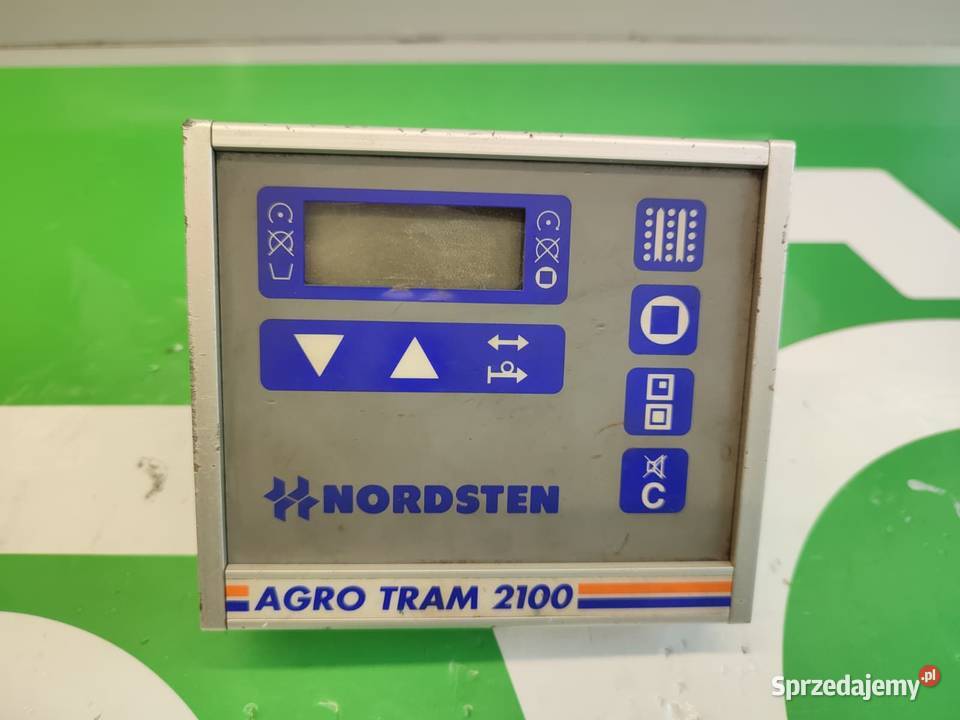 C
NORDSTEN
AGRO TRAM 2100
Sprzedajemy.pl